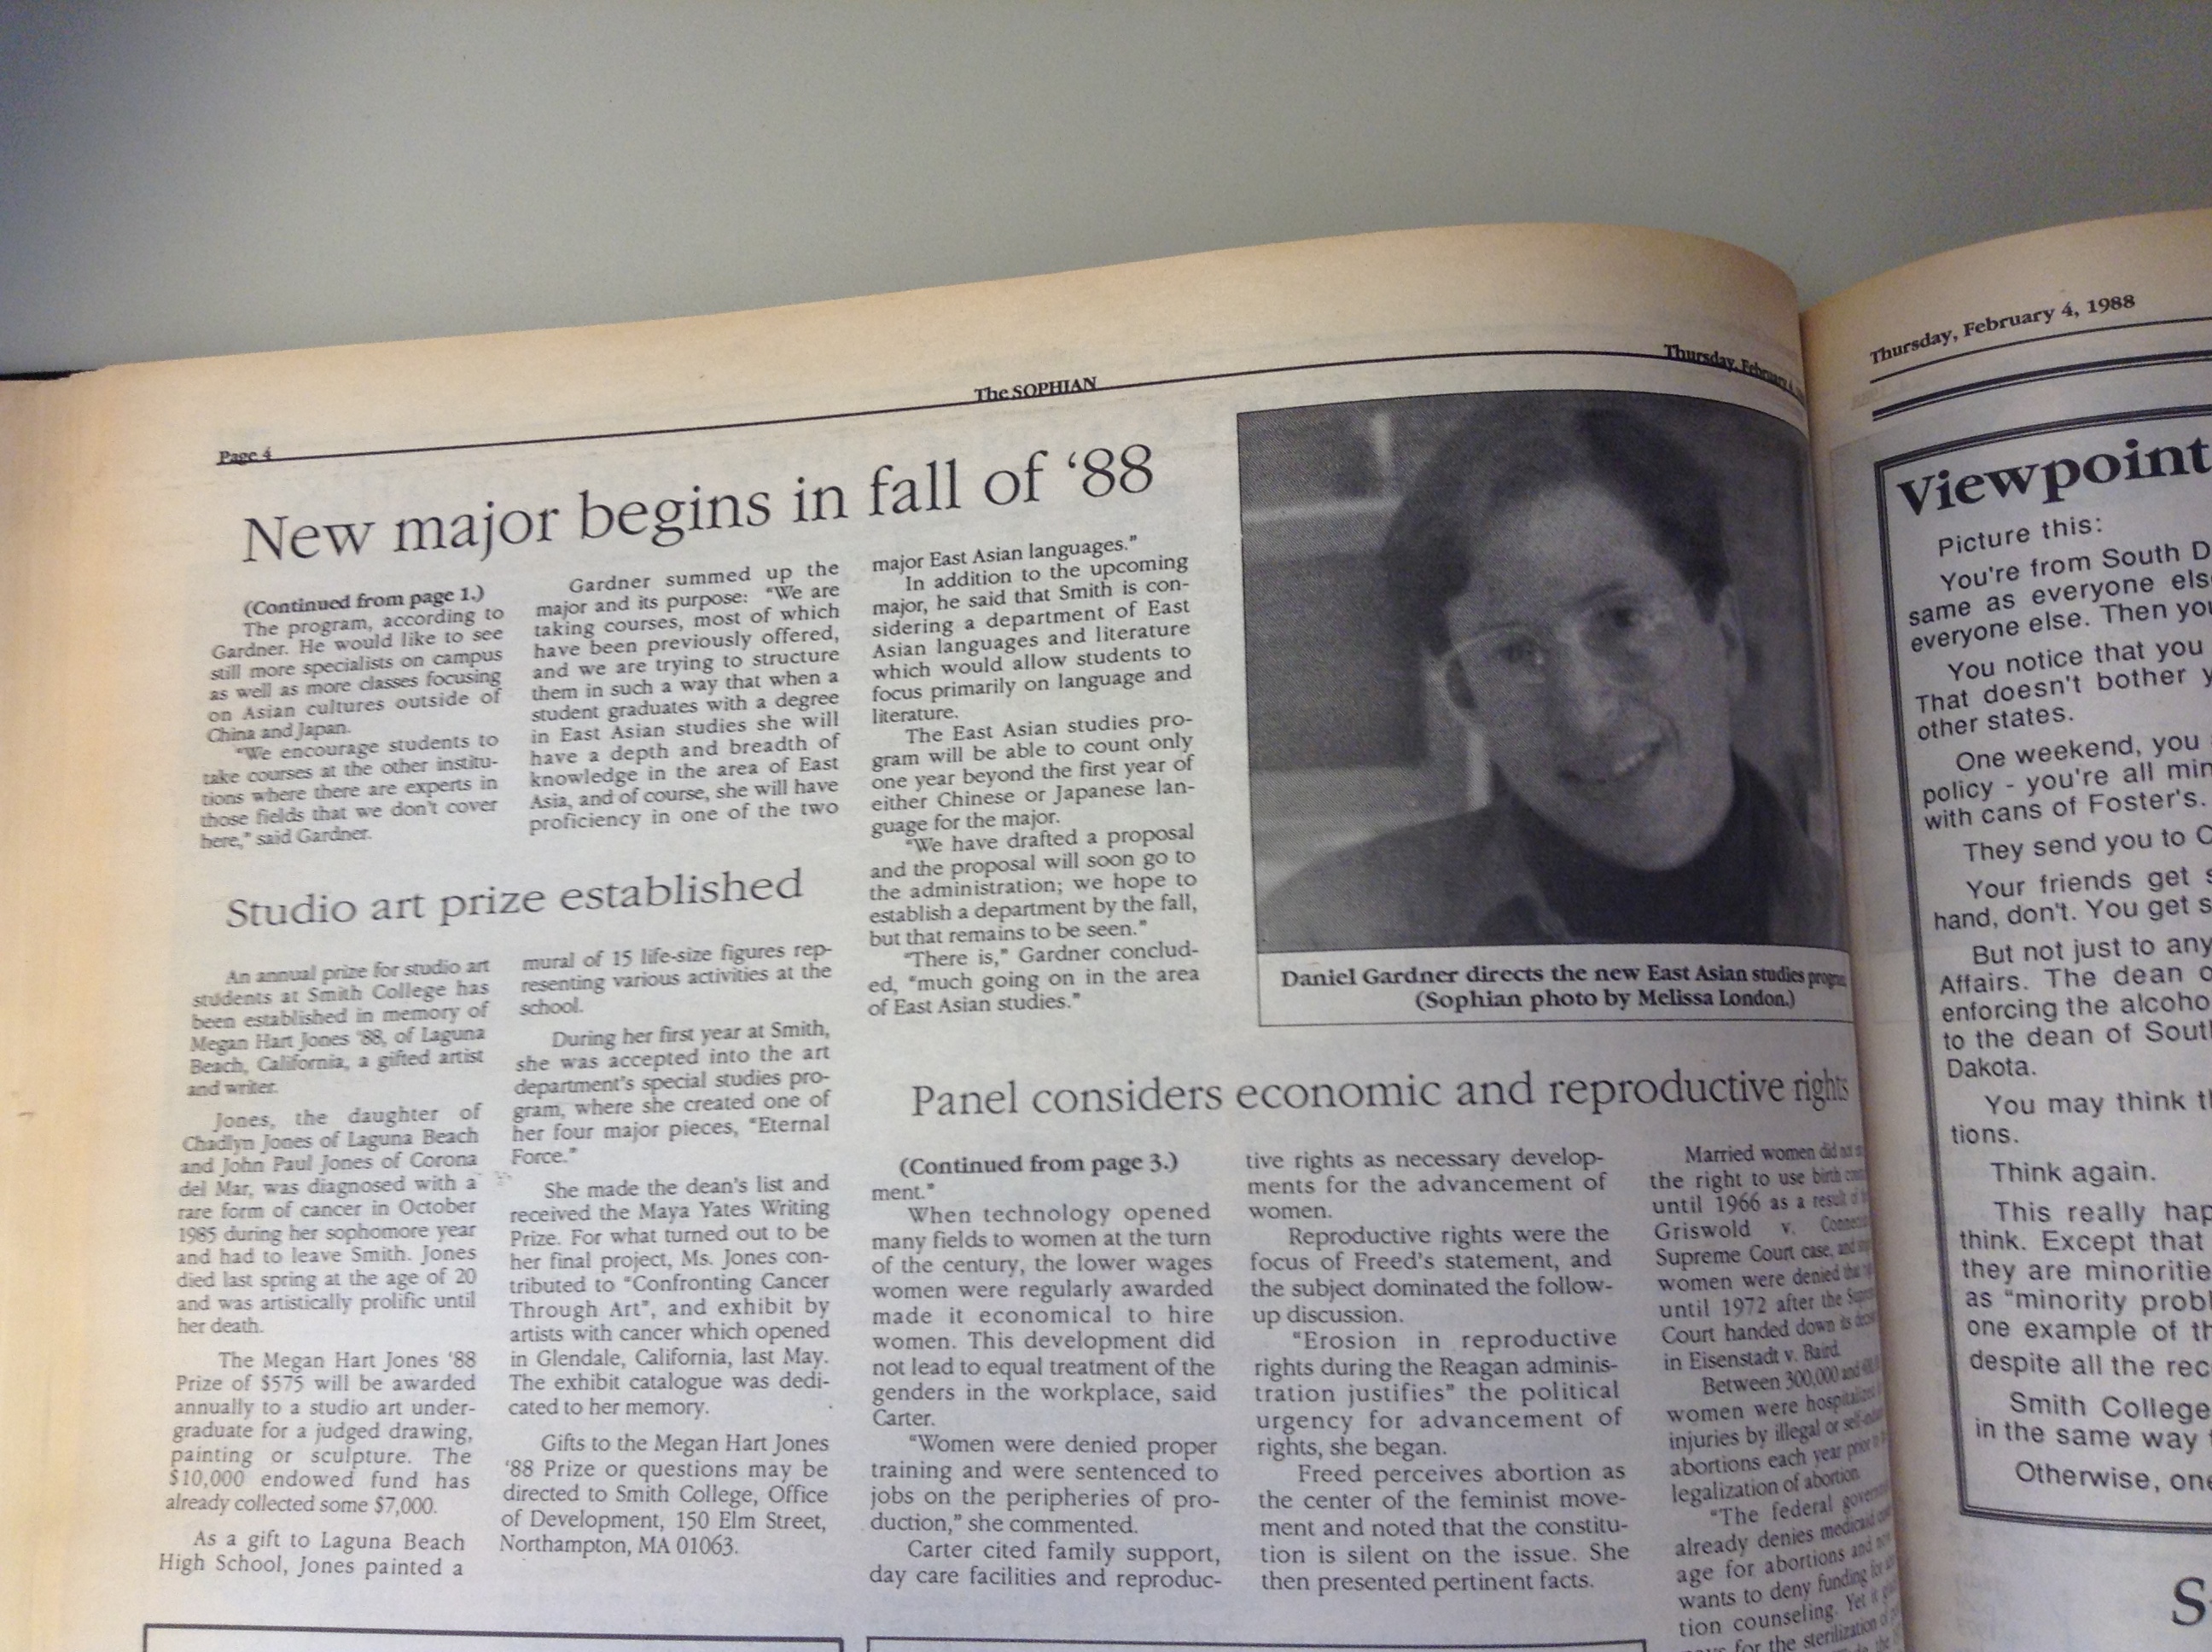 Page 4
The SOPHIAN
Thursday, February
New major begins in fall of ‘88
(Continued from page 1.)
The program, according to
Gardner. He would like to see
still more specialists on campus
as well as more classes focusing
on Asian cultures outside of
China and Japan.
“We encourage students to
take courses at the other institu-
tions where there are experts in
those fields that we don't cover
here,” said Gardner.
Gardner summed up the
major and its purpose: “We are
taking courses, most of which
have been previously offered,
and we are trying to structure
them in such a way that when a
student graduates with a degree
in East Asian studies she will
have a depth and breadth of
knowledge in the area of East
Asia, and of course, she will have
proficiency in one of the two
major East Asian languages.”
In addition to the upcoming
major, he said that Smith is con-
sidering a department of East
Asian languages and literature
which would allow students to
focus primarily on language and
literature.
The East Asian studies pro-
gram will be able to count only
one year beyond the first year of
either Chinese or Japanese lan-
guage for the major.
“We have drafted a proposal
and the proposal will soon go to
the administration; we hope to
establish a department by the fall,
but that remains to be seen.”
“There is,” Gardner conclud-
ed, “much going on in the area
of East Asian studies.”
Daniel Gardner directs the new East Asian studies
(Sophian photo by Melissa London.)
Studio art prize established
An annual prize for studio art
students at Smith College has
been established in memory of
Megan Hart Jones ‘88, of Laguna
Beach, California, a gifted artist
and writer.
Jones, the daughter of
Chadlyn Jones of Laguna Beach
and John Paul Jones of Corona
del Mar, was diagnosed with a
rare form of cancer in October
1985 during her sophomore year
and had to leave Smith. Jones
died last spring at the age of 20
and was artistically prolific until
her death.
The Megan Hart Jones ‘88
Prize of $575 will be awarded
annually to a studio art under-
graduate for a judged drawing,
painting or sculpture. The
$10,000 endowed fund has
already collected some $7,000.
As a gift to Laguna Beach
High School, Jones painted a
mural of 15 life-size figures rep-
resenting various activities at the
school.
During her first year at Smith,
she was accepted into the art
department's special studies pro-
gram, where she created one of
her four major pieces, “Eternal
Force.”
She made the dean's list and
received the Maya Yates Writing
Prize. For what turned out to be
her final project, Ms. Jones con-
tributed to “Confronting Cancer
Through Art”, and exhibit by
artists with cancer which opened
in Glendale, California, last May.
The exhibit catalogue was dedi-
cated to her memory.
Gifts to the Megan Hart Jones
‘88 Prize or questions may be
directed to Smith College, Office
of Development, 150 Elm Street,
Northampton, MA 01063.
Panel considers economic and reproductive rights
(Continued from page 3.)
ment.”
When technology opened
many fields to women at the turn
of the century, the lower wages
women were regularly awarded
made it economical to hire
women. This development did
not lead to equal treatment of the
genders in the workplace, said
Carter.
“Women were denied proper
training and were sentenced to
jobs on the peripheries of pro-
duction,” she commented.
Carter cited family support,
day care facilities and reproduc-
tive rights as necessary develop-
ments for the advancement of
women.
Reproductive rights were the
focus of Freed's statement, and
the subject dominated the follow-
up discussion.
“Erosion in reproductive
rights during the Reagan adminis-
tration justifies” the political
urgency for advancement of
rights, she began.
Freed perceives abortion as
the center of the feminist move-
ment and noted that the constitu-
tion is silent on the issue. She
then presented pertinent facts.
Married women did not
the right to use birth
until 1966 as a result of
Griswold v.
Supreme Court case, and
women were denied
until 1972 after the
Court handed down its
in Eisenstadt v. Baird.
Between 300,000 and
women were hospitalized
injuries by illegal or
abortions each year prior
legalization of abortion.
“The federal
already denies medicaid
age for abortions and
wants to deny funding for
tion counseling. Yet it
for the sterilization of
Thursday, February 4, 1988
Viewpoint
Picture this:
You're from South D
same as everyone els
everyone else. Then yo
You notice that you
That doesn't bother y
other states.
One weekend, you
policy - you're all min
with cans of Foster's.
They send you to C
Your friends get s
hand, don't. You get s
But not just to any
Affairs. The dean o
enforcing the alcoho
to the dean of Sout
Dakota.
You may think t
tions.
Think again.
This really hap
think. Except that
they are minoritie
as “minority prob
one example of th
despite all the rec
Smith College
in the same way
Otherwise, one
S